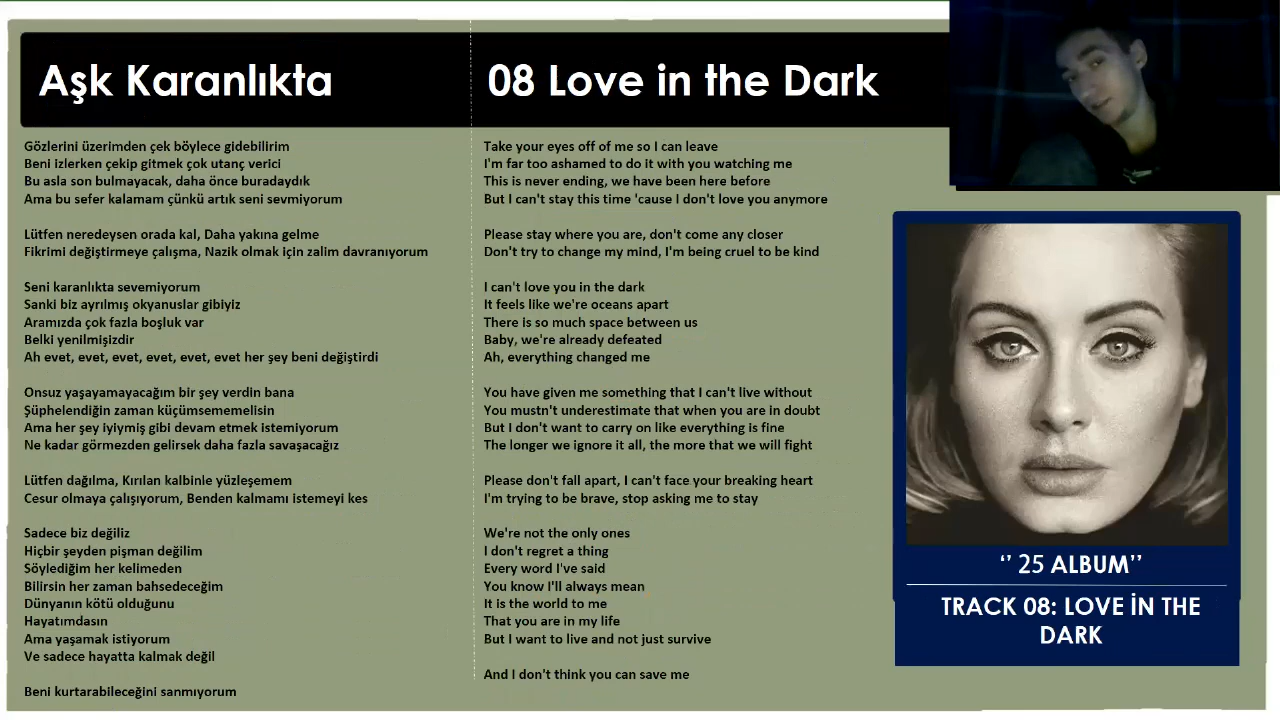 Aşk Karanlıkta
Gözlerini üzerimden çek böylece gidebilirim
Beni izlerken çekip gitmek çok utanç verici
Bu asla son bulmayacak, daha önce buradaydık
Ama bu sefer kalamam çünkü artık seni sevmiyorum
Lütfen neredeysen orada kal, Daha yakına gelme
Fikrimi değiştirmeye çalışma, Nazik olmak için zalim davranıyorum
Seni karanlıkta sevemiyorum
Sanki biz ayrılmış okyanuslar gibiyiz
Aramızda çok fazla boşluk var
Belki yenilmişizdir
Ah evet, evet, evet, evet, evet, evet her şey beni değiştirdi
Onsuz yaşayamayacağım bir şey verdin bana
Şüphelendiğin zaman küçümsememelisin
Ama her şey iyiymiş gibi devam etmek istemiyorum
Ne kadar görmezden gelirsek daha fazla savaşacağız
Lütfen dağılma, Kırılan kalbinle yüzleşemem
Cesur olmaya çalışıyorum, Benden kalmamı istemeyi kes
Sadece biz değiliz
Hiçbir şeyden pişman değilim
Söylediğim her kelimeden
Bilirsin her zaman bahsedeceğim
Dünyanın kötü olduğunu
Hayatımdasın
Ama yaşamak istiyorum
Ve sadece hayatta kalmak değil
Beni kurtarabileceğini sanmıyorum
08 Love in the Dark
Take your eyes off of me so I can leave
I'm far too ashamed to do it with you watching me
This is never ending, we have been here before
But I can't stay this time 'cause I don't love you anymore
Please stay where you are, don't come any closer
Don't try to change my mind, I'm being cruel to be kind
I can't love you in the dark
It feels like we're oceans apart
There is so much space between us
Baby, we're already defeated
Ah, everything changed me
You have given me something that I can't live without
You mustn't underestimate that when you are in doubt
But I don't want to carry on like everything is fine
The longer we ignore it all, the more that we will fight
Please don't fall apart, I can't face your breaking heart
I'm trying to be brave, stop asking me to stay
We're not the only ones
I don't regret a thing
Every word I've said
You know I'll always mean
It is the world to me
That you are in my life
But I want to live and not just survive
And I don't think you can save me
‘’ 25 ALBUM’’
TRACK 08: LOVE İN THE
DARK